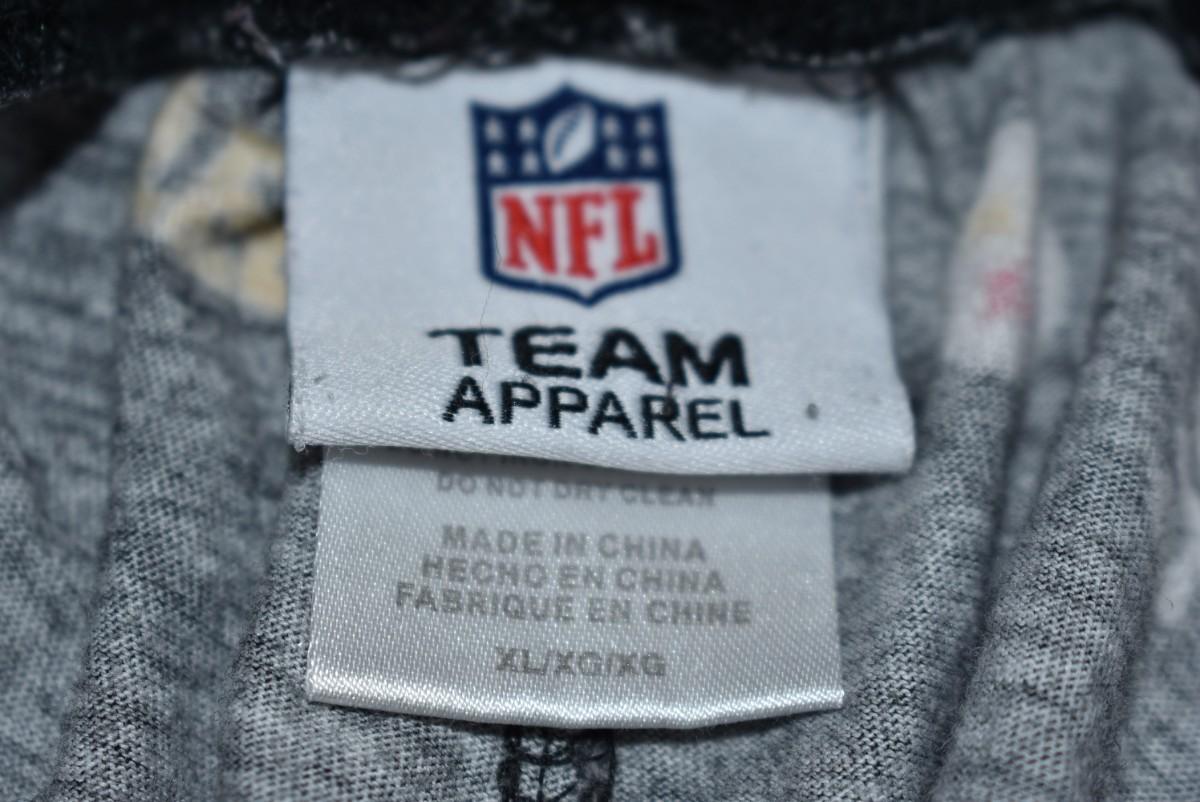 NFL
TEAM
APPAREL
DO NOT DRY CLEAN
MADE IN CHINA
HECHO EN CHINA
FABRIQUE EN CHINE
XL/XG/XG